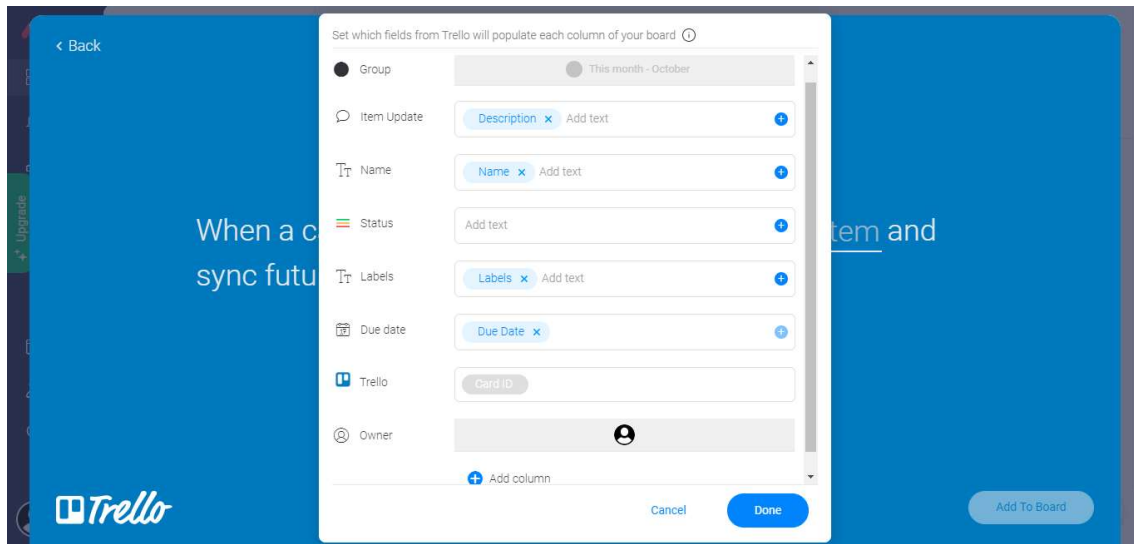 < Back
Set which fields from Trello will populate each column of your board
Group
This month - October
Item Update
Description × Add text
Name
Name × Add text
Upgrade
Status
Add text
When a c
tem and
sync futu
Labels
Labels × Add text
Due date
Due Date ×
Trello
Card ID
Owner
Add column
Trello
Cancel
Done
Add To Board